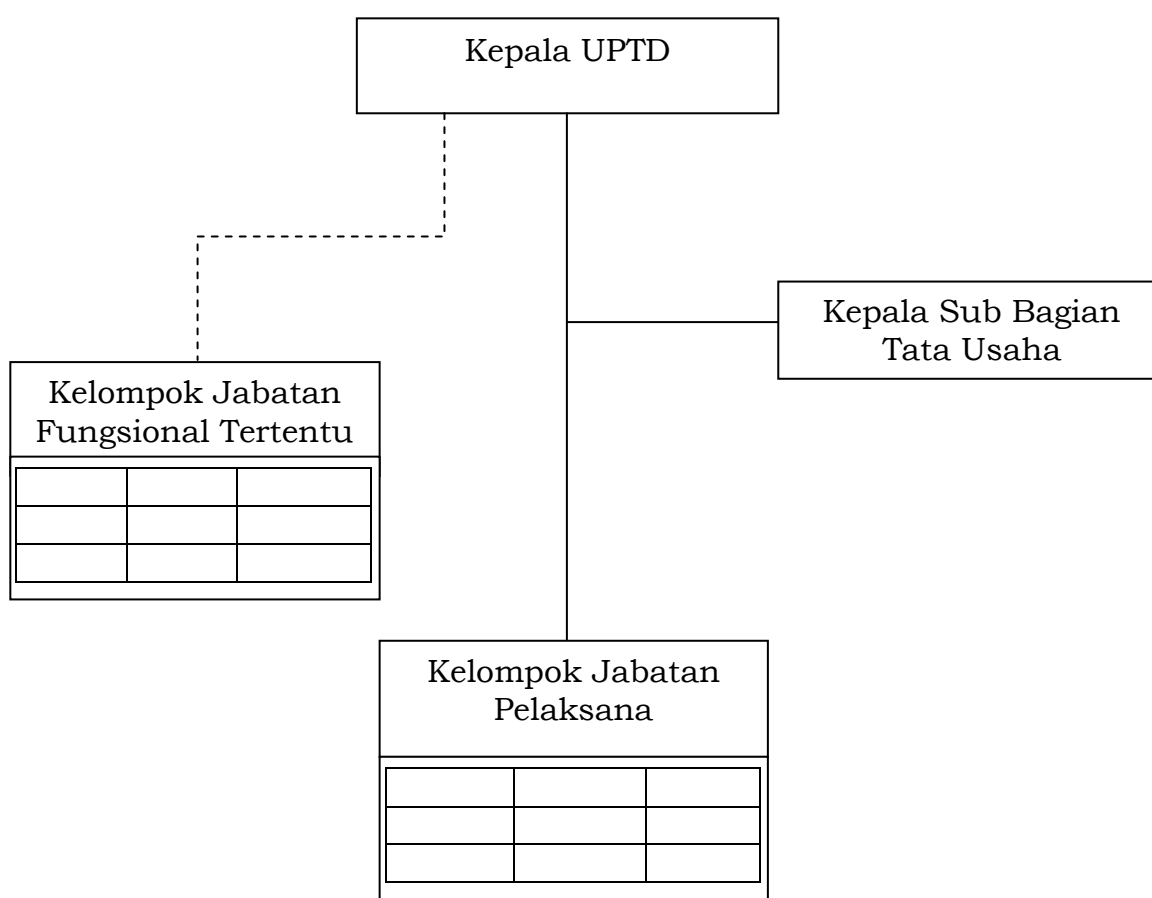 Kepala UPTD
Kepala Sub Bagian
Tata Usaha
Kelompok Jabatan
Fungsional Tertentu
Kelompok Jabatan
Pelaksana